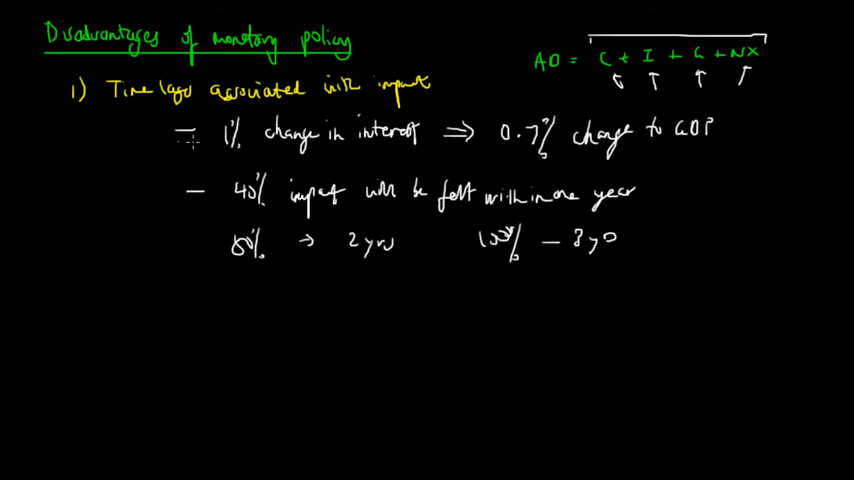 Disadvantages of monetary policy
AD = C + I + G + NX
1) Time lags associated with impact
— 1% change in interest ⇒ 0.7% change to GDP
— 40% impact will be felt within one year
80% → 2 yrs 100% — 3 yrs